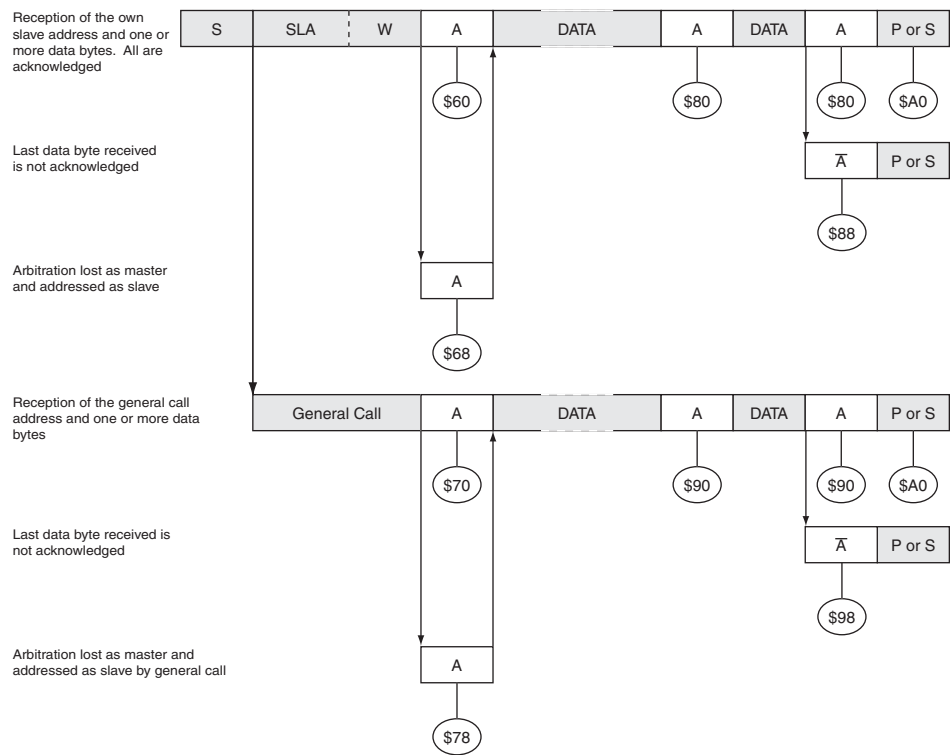 Reception of the own
slave address and one or
more data bytes. All are
acknowledged
S SLA W A DATA A DATA A P or S
$60 $80 $80 $A0
Last data byte received
is not acknowledged
A̅ P or S
$88
Arbitration lost as master
and addressed as slave
A
$68
Reception of the general call
address and one or more data
bytes
General Call A DATA A DATA A P or S
$70 $90 $90 $A0
Last data byte received is
not acknowledged
A̅ P or S
$98
Arbitration lost as master and
addressed as slave by general call
A
$78